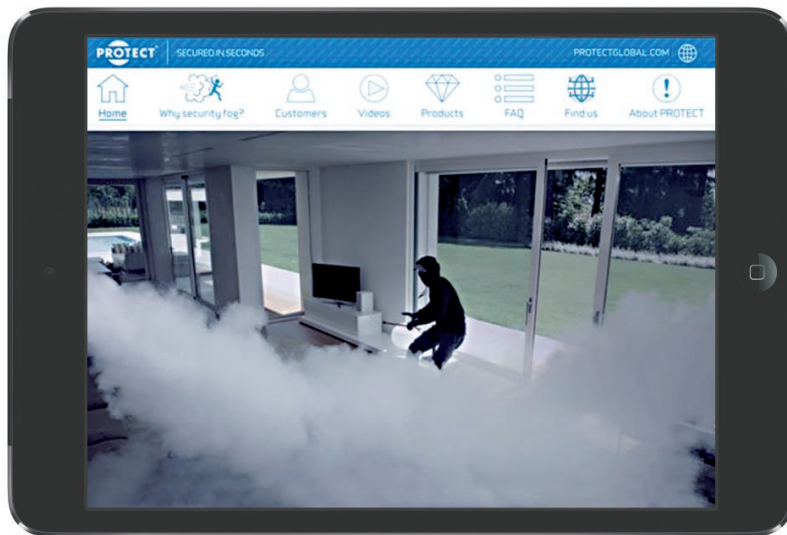 PROTECT® SECURED IN SECONDS PROTECTGLOBAL.COM
Home Why security fog? Customers Videos Products FAQ Find us About PROTECT